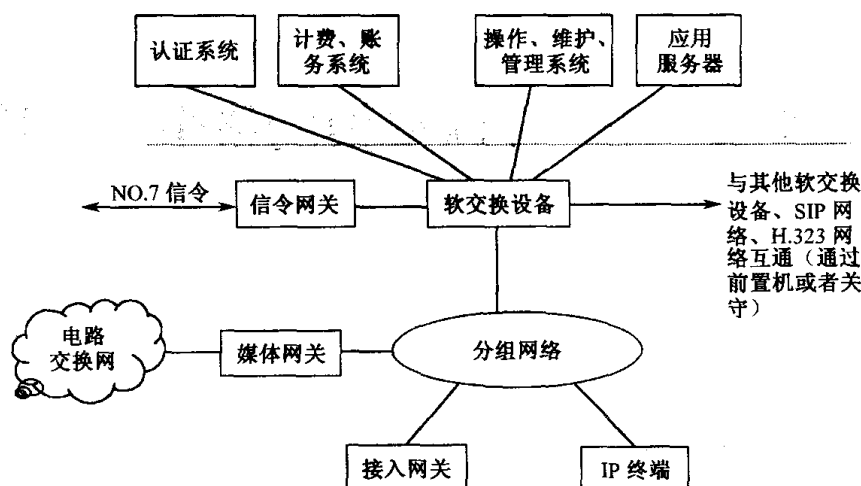 认证系统
计费、账
务系统
操作、维护、
管理系统
应用
服务器
NO.7 信令
信令网关
软交换设备
与其他软交换
设备、SIP 网
络、H.323 网
络互通（通过
前置机或者关
守）
电路
交换网
媒体网关
分组网络
接入网关
IP 终端